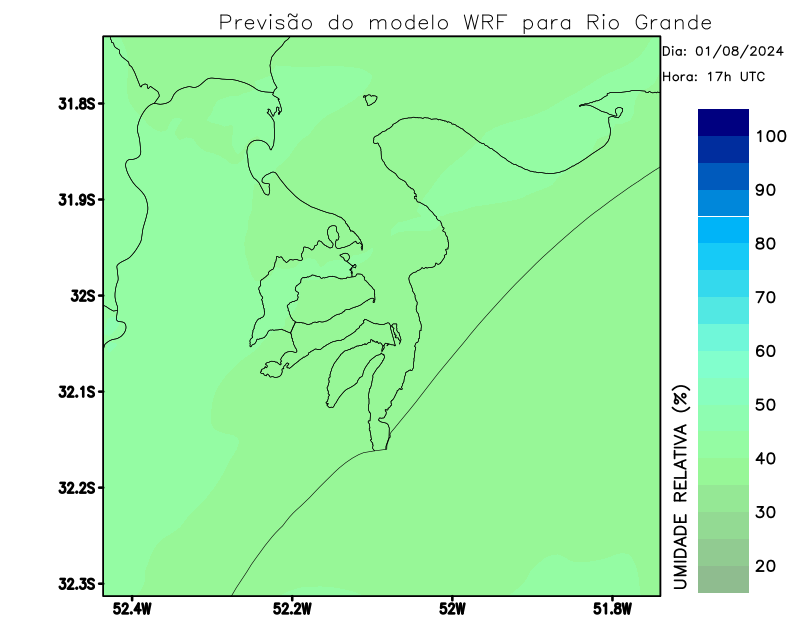 Previsão do modelo WRF para Rio Grande
Dia: 01/08/2024
Hora: 17h UTC
31.8S
31.9S
32S
32.1S
32.2S
32.3S
52.4W 52.2W 52W 51.8W
100
90
80
70
60
50
40
30
20
UMIDADE RELATIVA (%)